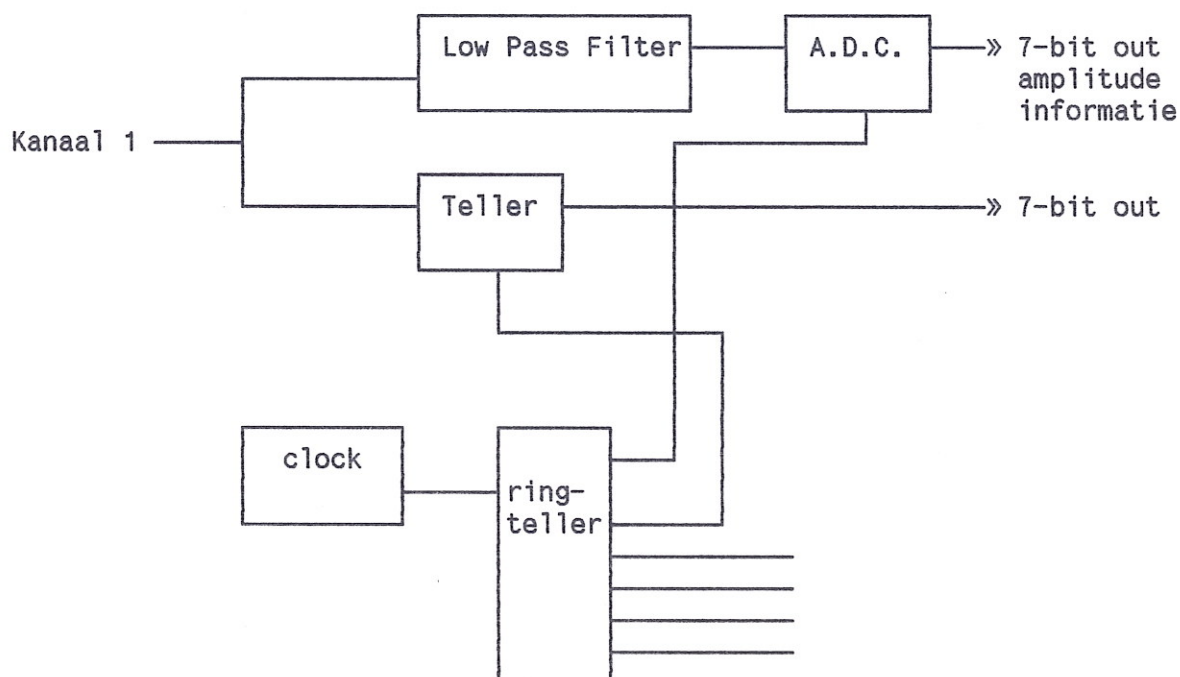 Low Pass Filter
A.D.C.
» 7-bit out
amplitude
informatie
Kanaal 1
Teller
» 7-bit out
clock
ring-
teller